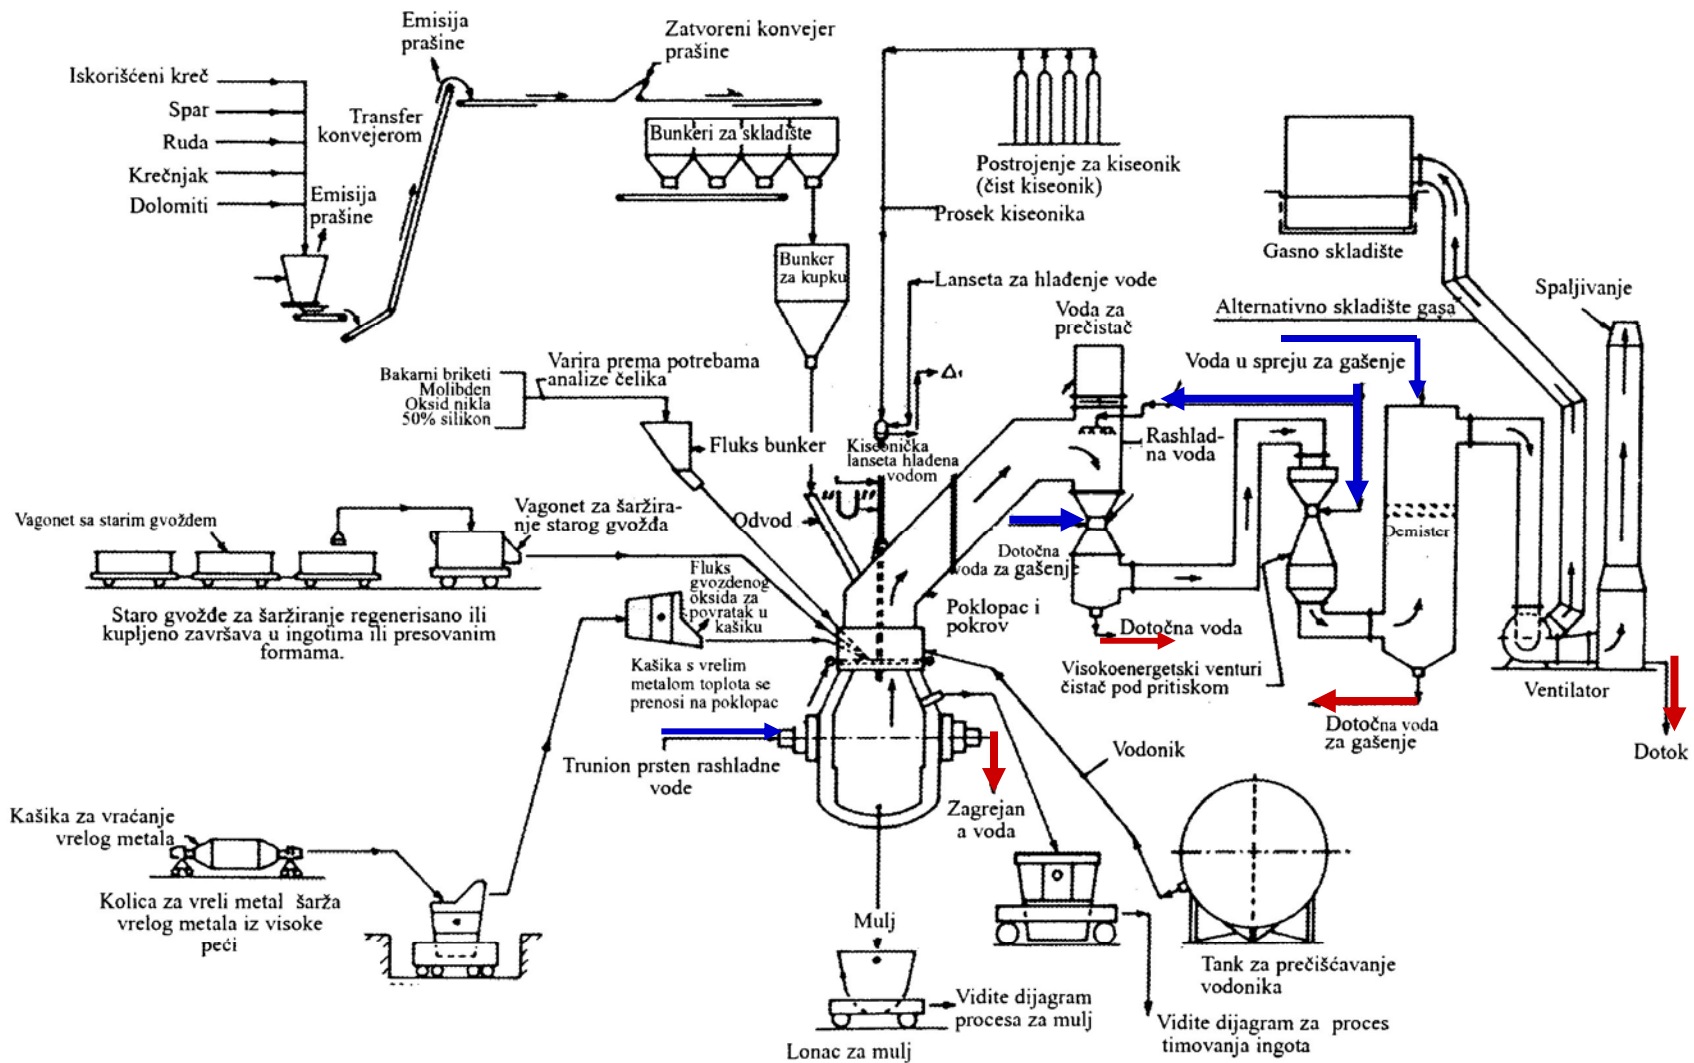 Emisija
prašine
Zatvoreni konvejer
prašine
Iskorišćeni kreč
Spar
Ruda
Krečnjak
Dolomiti
Transfer
konvejerom
Emisija
prašine
Bunkeri za skladište
Postrojenje za kiseonik
(čist kiseonik)
Prosek kiseonika
Bunker
za kupku
Lanseta za hlađenje vode
Voda za
prečistač
Gasno skladište
Spaljivanje
Alternativno skladište gasa
Voda u spreju za gašenje
Varira prema potrebama
analize čelika
Bakarni briketi
Molibden
Oksid nikla
50% silikon
Fluks bunker
Kiseonička
lanseta hlađena
vodom
Δ₁
Rashlad-
na voda
Vagonet sa starim gvožđem
Vagonet za šaržira-
nje starog gvožđa
Odvod
Demister
Dotočna
voda za gašenje
Fluks
gvozdenog
oksida za
povratak u
kašiku
Staro gvožđe za šaržiranje regenerisano ili
kupljeno završava u ingotima ili presovanim
formama.
Poklopac i
pokrov
Dotočna voda
Kašika s vrelim
metalom toplota se
prenosi na poklopac
Visokoenergetski venturi
čistač pod pritiskom
Ventilator
Dotočna voda
za gašenje
Dotok
Trunion prsten rashladne
vode
Vodonik
Zagrejan
a voda
Kašika za vraćanje
vrelog metala
Kolica za vreli metal šarža
vrelog metala iz visoke
peći
Mulj
Tank za prečišćavanje
vodonika
Vidite dijagram
procesa za mulj
Vidite dijagram za proces
timovanja ingota
Lonac za mulj